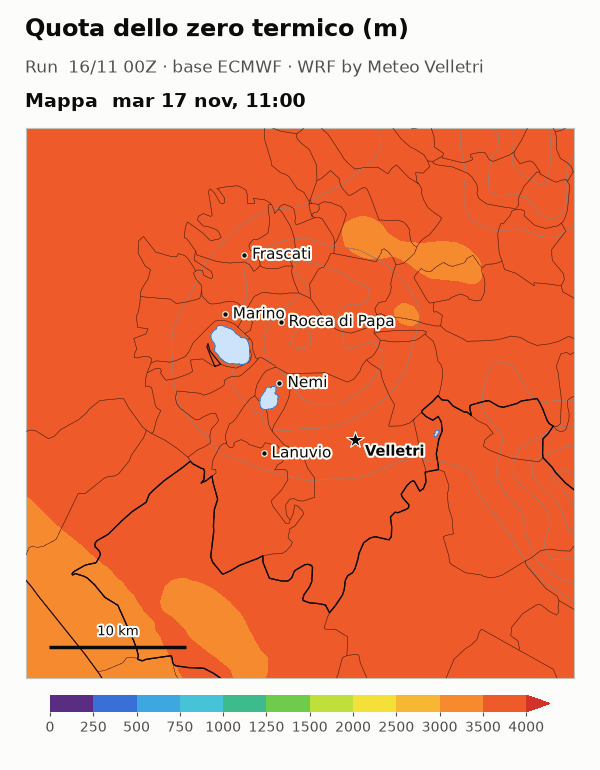 Quota dello zero termico (m)
Run  16/11 00Z · base ECMWF · WRF by Meteo Velletri
Mappa  mar 17 nov, 11:00
Frascati
Marino
Rocca di Papa
Nemi
Velletri
Lanuvio
10 km
0 250 500 750 1000 1250 1500 2000 2500 3000 3500 4000